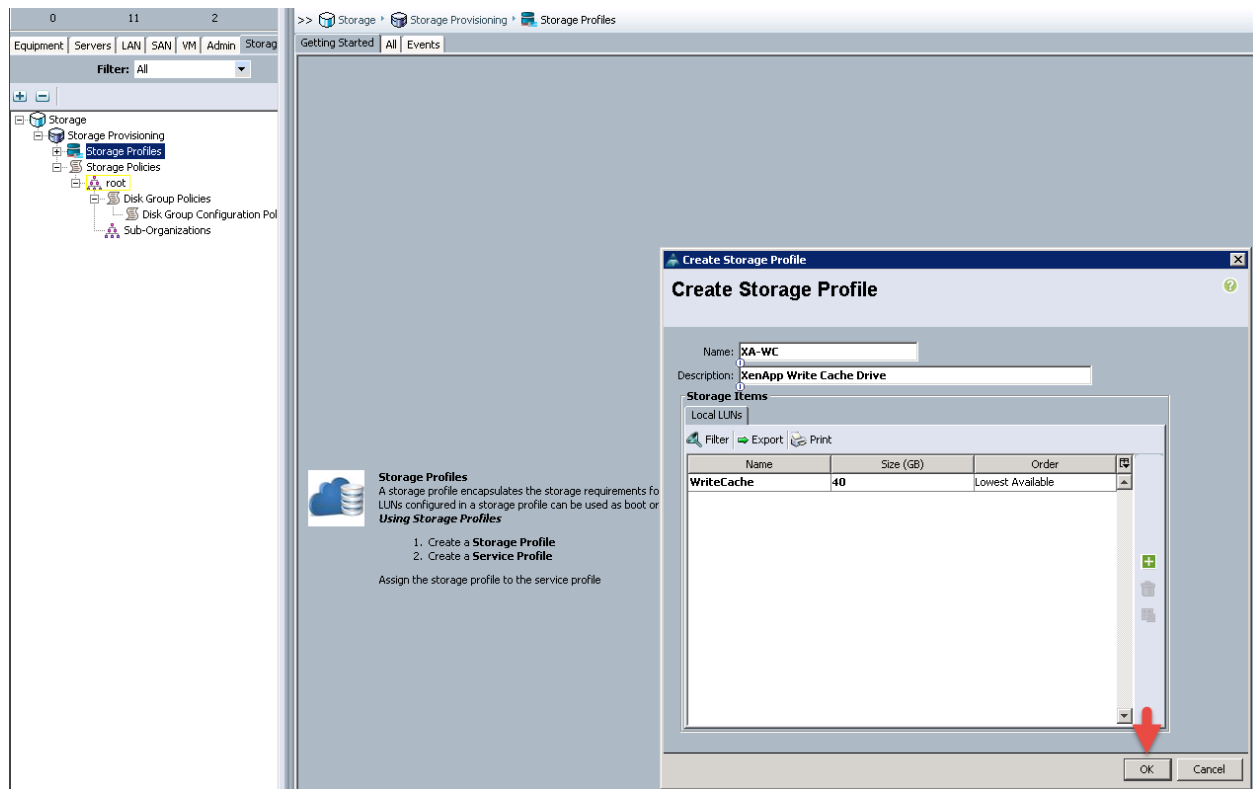 0 11 2
Equipment Servers LAN SAN VM Admin Storag
Filter: All
Storage
Storage Provisioning
Storage Profiles
Storage Policies
root
Disk Group Policies
Disk Group Configuration Pol
Sub-Organizations
>> Storage Storage Provisioning Storage Profiles
Getting Started All Events
Storage Profiles
A storage profile encapsulates the storage requirements fo
LUNs configured in a storage profile can be used as boot or
Using Storage Profiles
1. Create a Storage Profile
2. Create a Service Profile
Assign the storage profile to the service profile
Create Storage Profile
Create Storage Profile
Name: XA-WC
Description: XenApp Write Cache Drive
Storage Items
Local LUNs
Filter Export Print
Name Size (GB) Order
WriteCache 40 Lowest Available
OK Cancel